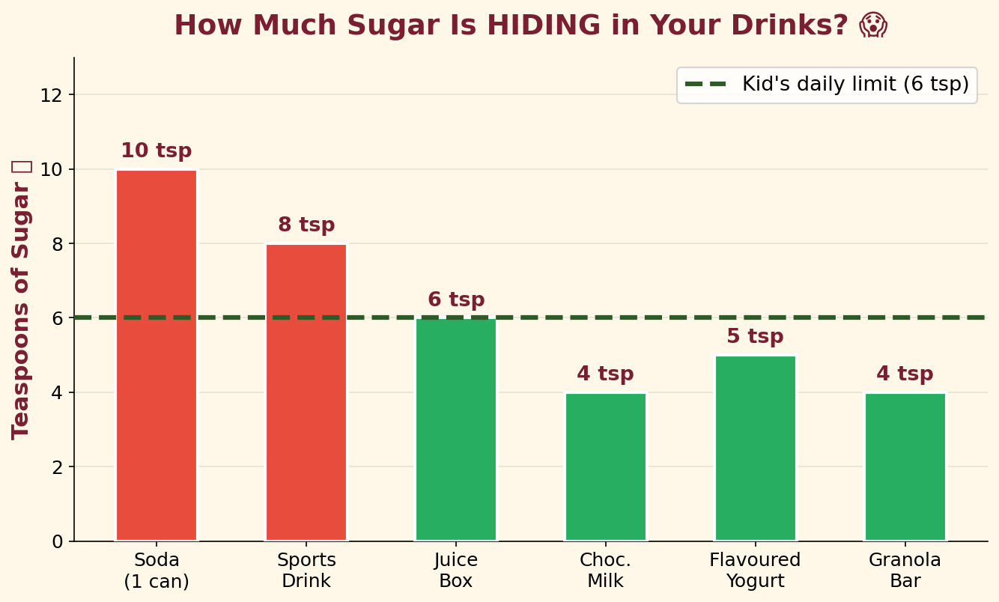 How Much Sugar Is HIDING in Your Drinks? 😱
Kid's daily limit (6 tsp)
Teaspoons of Sugar
12
10
8
6
4
2
0
10 tsp
8 tsp
6 tsp
4 tsp
5 tsp
4 tsp
Soda
(1 can)
Sports
Drink
Juice
Box
Choc.
Milk
Flavoured
Yogurt
Granola
Bar